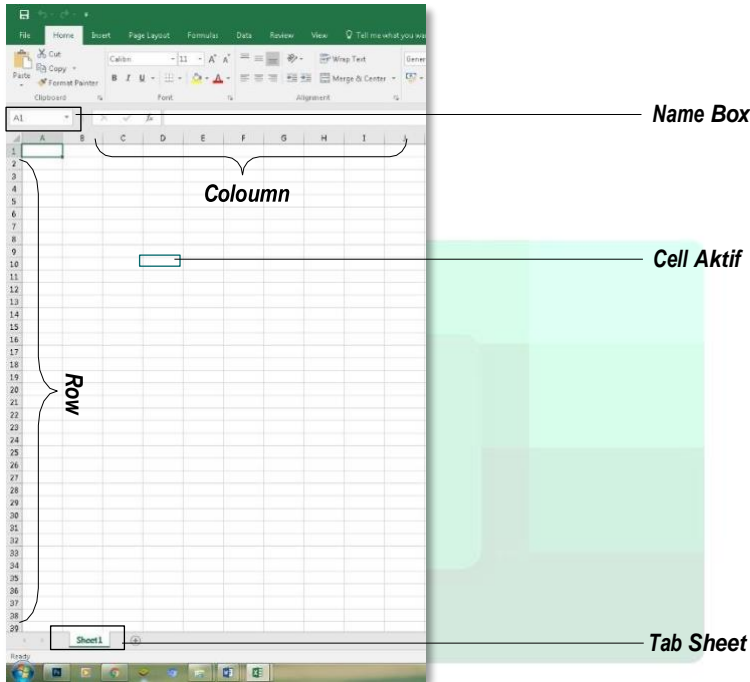 File Home Insert Page Layout Formulas Data Review View Tell me what you wa
Cut
Copy
Format Painter
Paste
Calibri 11 A A
B I U A
Wrap Text
Merge & Center
Gener
Clipboard Font Alignment
A1 fx
Name Box
A B C D E F G H I J
1
2
3
4
5
6
7
8
9
10
11
12
13
14
15
16
17
18
19
20
21
22
23
24
25
26
27
28
29
30
31
32
33
34
35
36
37
38
39
Coloumn
Cell Aktif
Row
Sheet1
Tab Sheet
Ready